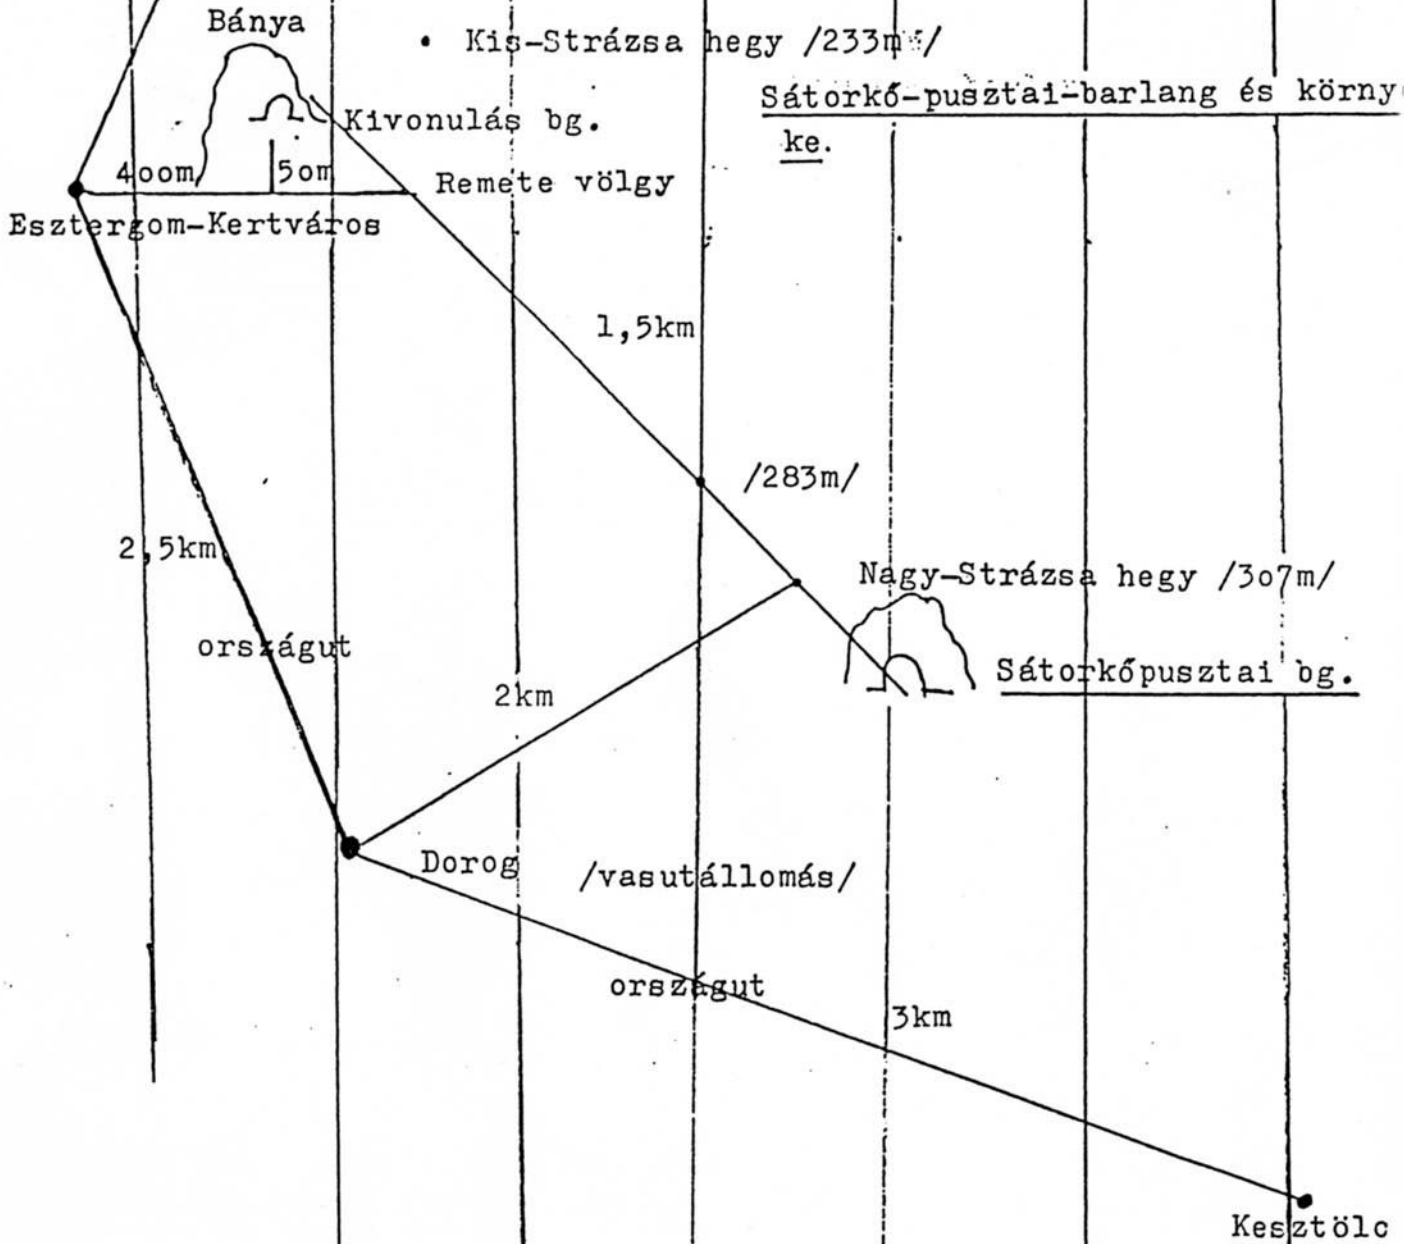 Bánya
• Kis-Strázsa hegy /233m/
Sátorkő-pusztai-barlang és környe
ke.
Kivonulás bg.
4oom
5om
Remete völgy
Esztergom-Kertváros
1,5km
/283m/
2,5km
Nagy-Strázsa hegy /3o7m/
országut
Sátorkőpusztai bg.
2km
Dorog
/vasutállomás/
országut
3km
Kesztölc